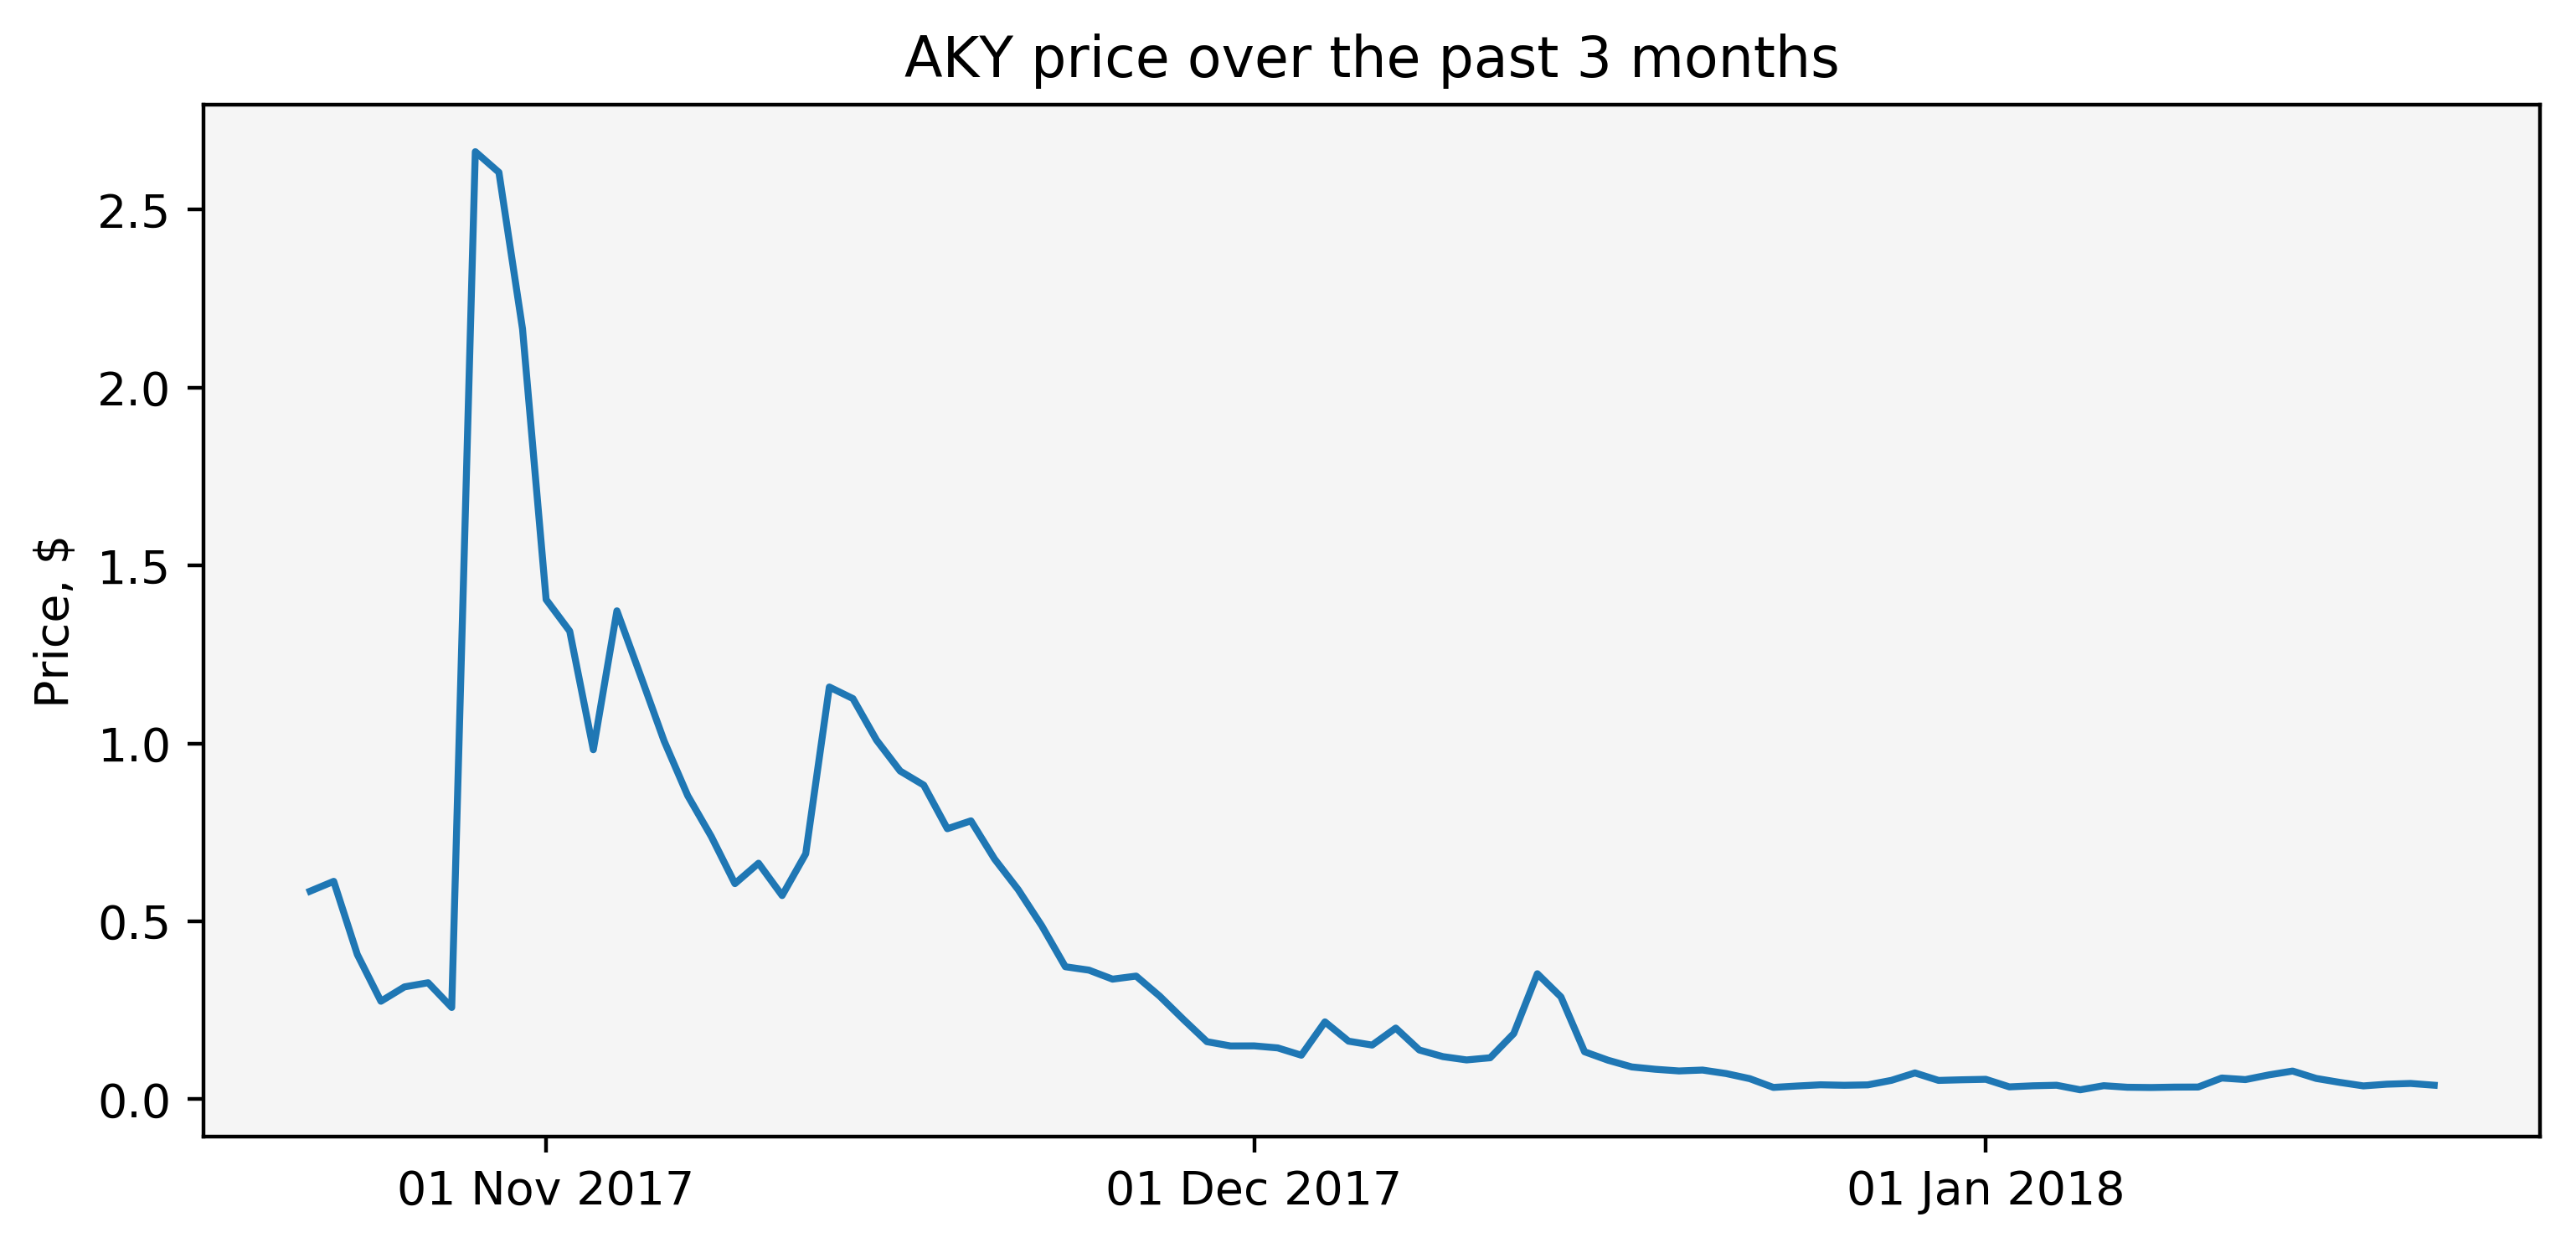 AKY price over the past 3 months
Price, $
2.5
2.0
1.5
1.0
0.5
0.0
01 Nov 2017
01 Dec 2017
01 Jan 2018